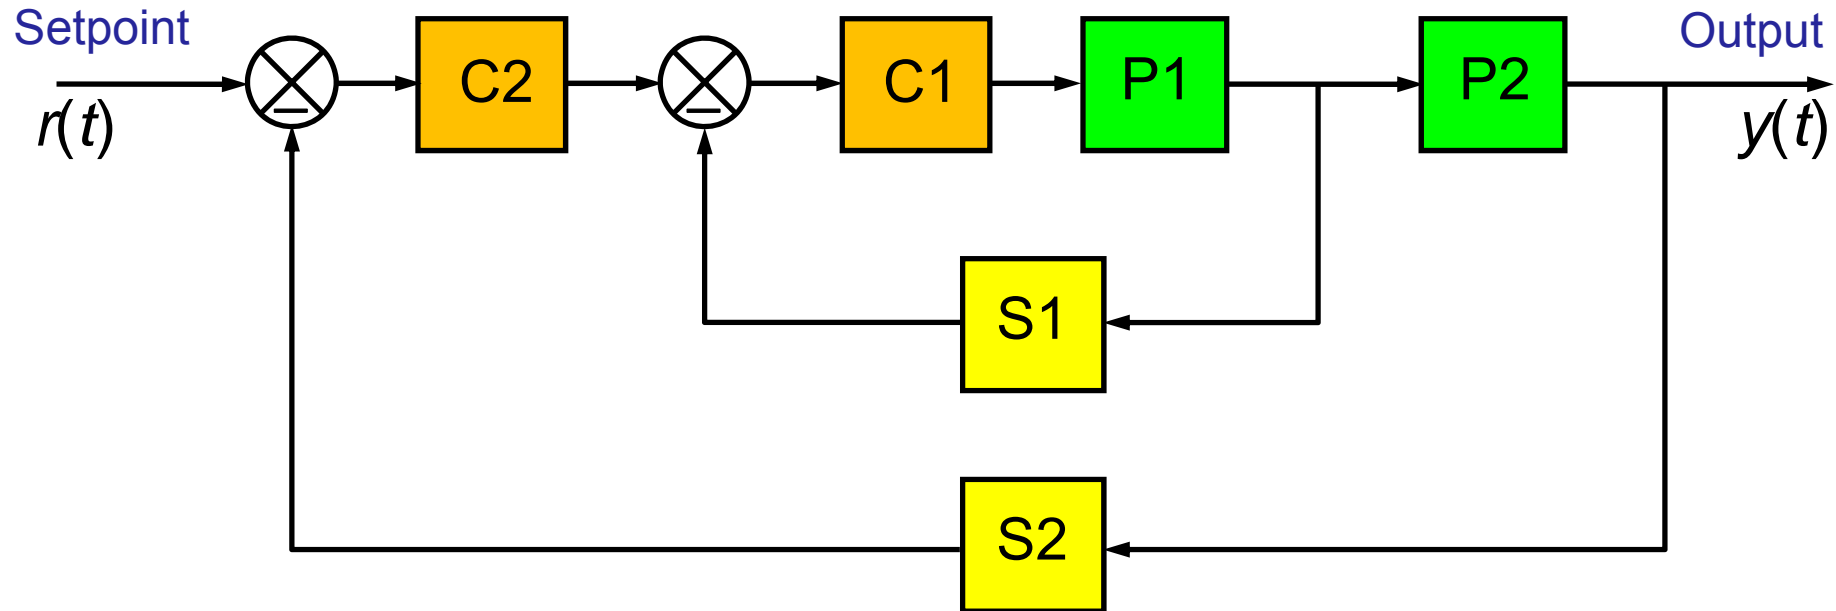 Setpoint
r(t)
C2
C1
P1
P2
Output
y(t)
S1
S2